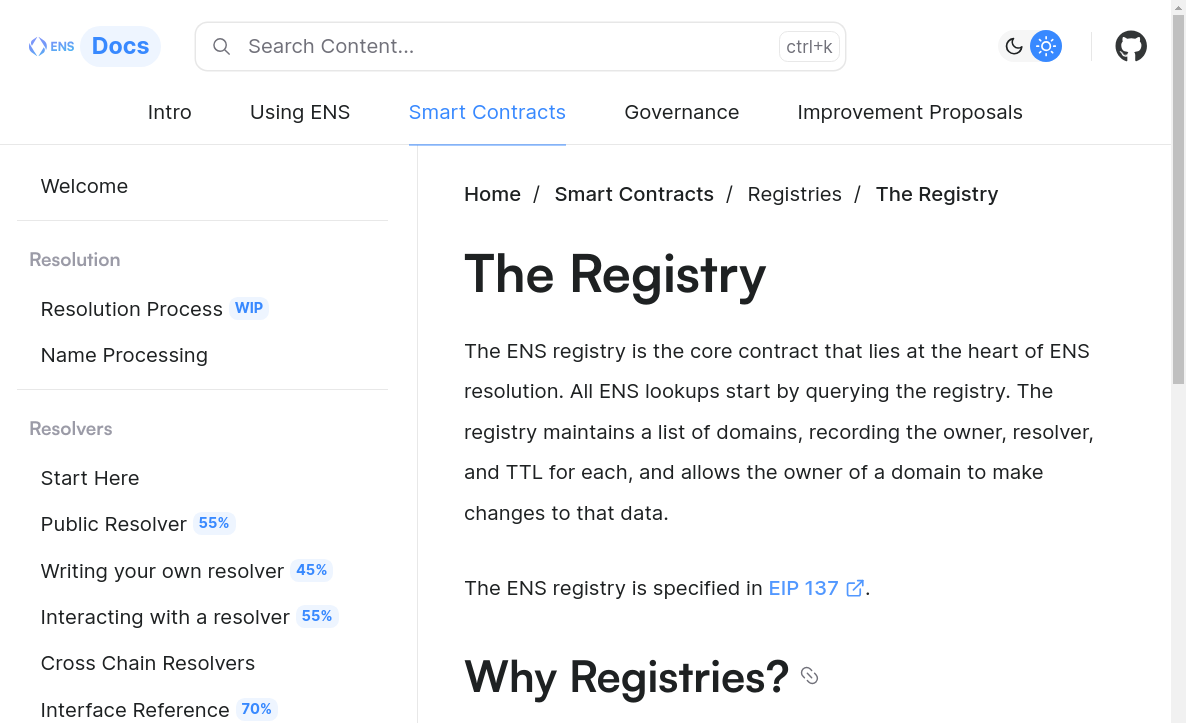 ENS Docs
Search Content...
ctrl+k
Intro
Using ENS
Smart Contracts
Governance
Improvement Proposals
Welcome
Resolution
Resolution Process WIP
Name Processing
Resolvers
Start Here
Public Resolver 55%
Writing your own resolver 45%
Interacting with a resolver 55%
Cross Chain Resolvers
Interface Reference 70%
Home / Smart Contracts / Registries / The Registry
The Registry
The ENS registry is the core contract that lies at the heart of ENS
resolution. All ENS lookups start by querying the registry. The
registry maintains a list of domains, recording the owner, resolver,
and TTL for each, and allows the owner of a domain to make
changes to that data.
The ENS registry is specified in EIP 137.
Why Registries?